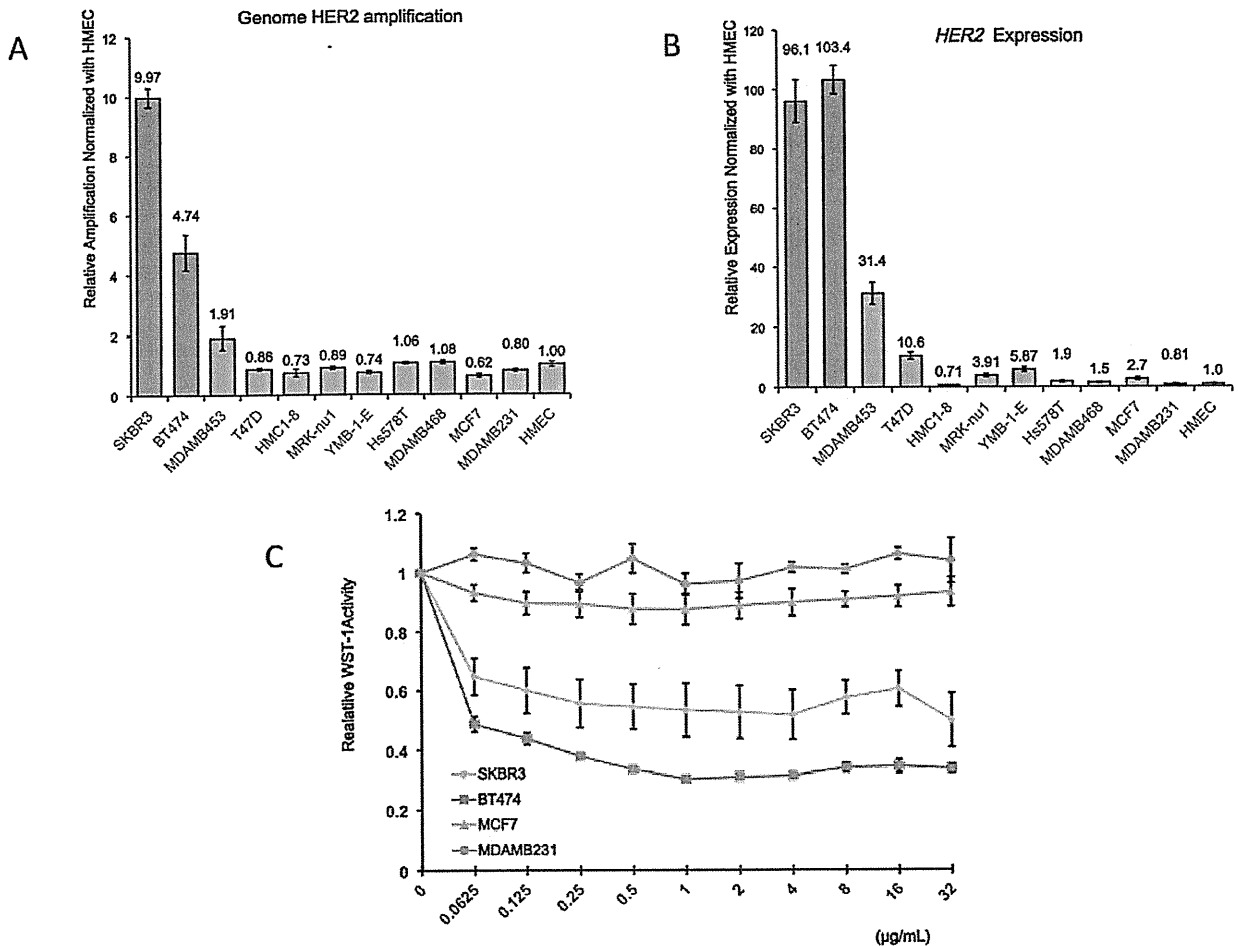 A
Genome HER2 amplification
Relative Amplification Normalized with HMEC
12
10
8
6
4
2
0
9.97
4.74
1.91
0.86
0.73
0.89
0.74
1.06
1.08
0.62
0.80
1.00
SKBR3
BT474
MDAMB453
T47D
HMC1-8
MRK-nu1
YMB-1-E
Hs578T
MDAMB468
MCF7
MDAMB231
HMEC
B
HER2 Expression
Relative Expression Normalized with HMEC
120
100
80
60
40
20
0
96.1
103.4
31.4
10.6
0.71
3.91
5.87
1.9
1.5
2.7
0.81
1.0
SKBR3
BT474
MDAMB453
T47D
HMC1-8
MRK-nu1
YMB-1-E
Hs578T
MDAMB468
MCF7
MDAMB231
HMEC
C
Realative WST-1Activity
1.2
1
0.8
0.6
0.4
0.2
0
SKBR3
BT474
MCF7
MDAMB231
0
0.0625
0.125
0.25
0.5
1
2
4
8
16
32
(µg/mL)